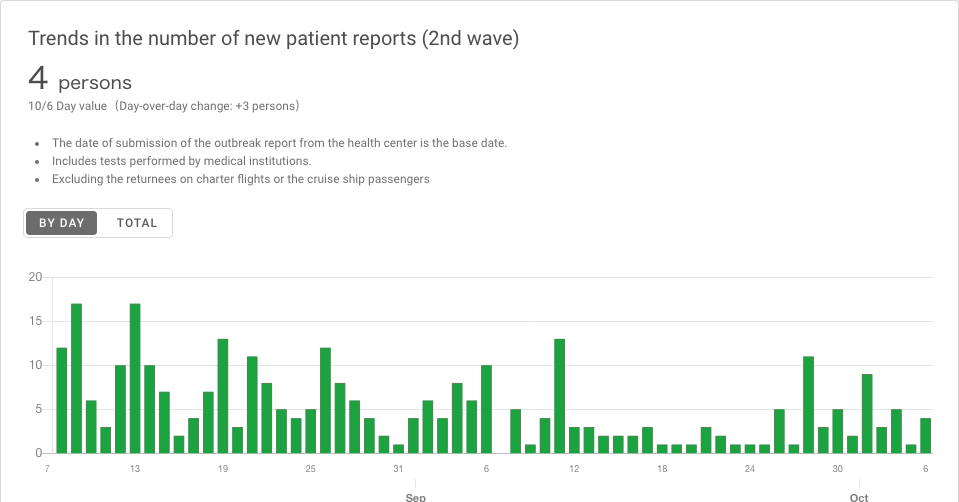 Trends in the number of new patient reports (2nd wave)
4 persons
10/6 Day value (Day-over-day change: +3 persons)
• The date of submission of the outbreak report from the health center is the base date.
• Includes tests performed by medical institutions.
• Excluding the returnees on charter flights or the cruise ship passengers
BY DAY TOTAL
20
15
10
5
0
7 13 19 25 31 6 12 18 24 30 6
Sep Oct